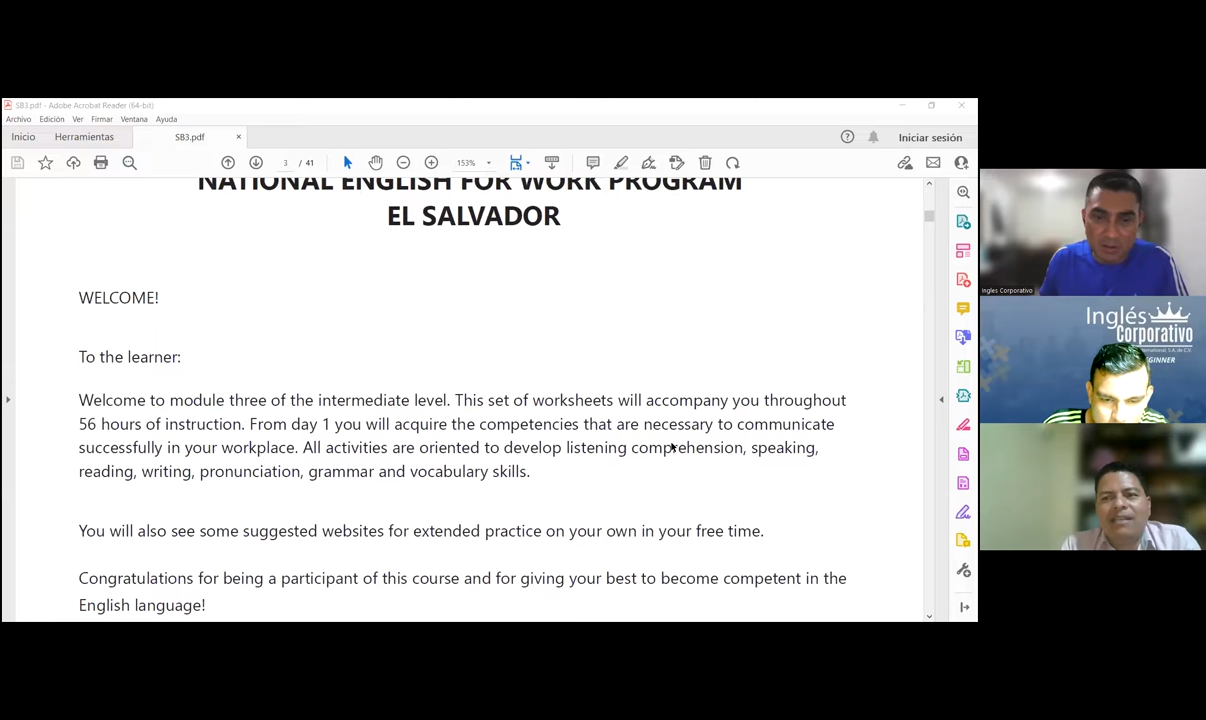 SB3.pdf - Adobe Acrobat Reader (64-bit)
Archivo Edición Ver Firmar Ventana Ayuda
Inicio Herramientas SB3.pdf × Iniciar sesión
3 / 41 153%
NATIONAL ENGLISH FOR WORK PROGRAM
EL SALVADOR
WELCOME!
To the learner:
Welcome to module three of the intermediate level. This set of worksheets will accompany you throughout
56 hours of instruction. From day 1 you will acquire the competencies that are necessary to communicate
successfully in your workplace. All activities are oriented to develop listening comprehension, speaking,
reading, writing, pronunciation, grammar and vocabulary skills.
You will also see some suggested websites for extended practice on your own in your free time.
Congratulations for being a participant of this course and for giving your best to become competent in the
English language!
Ingles Corporativo
Inglés
Corporativo
International, S.A. de C.V.